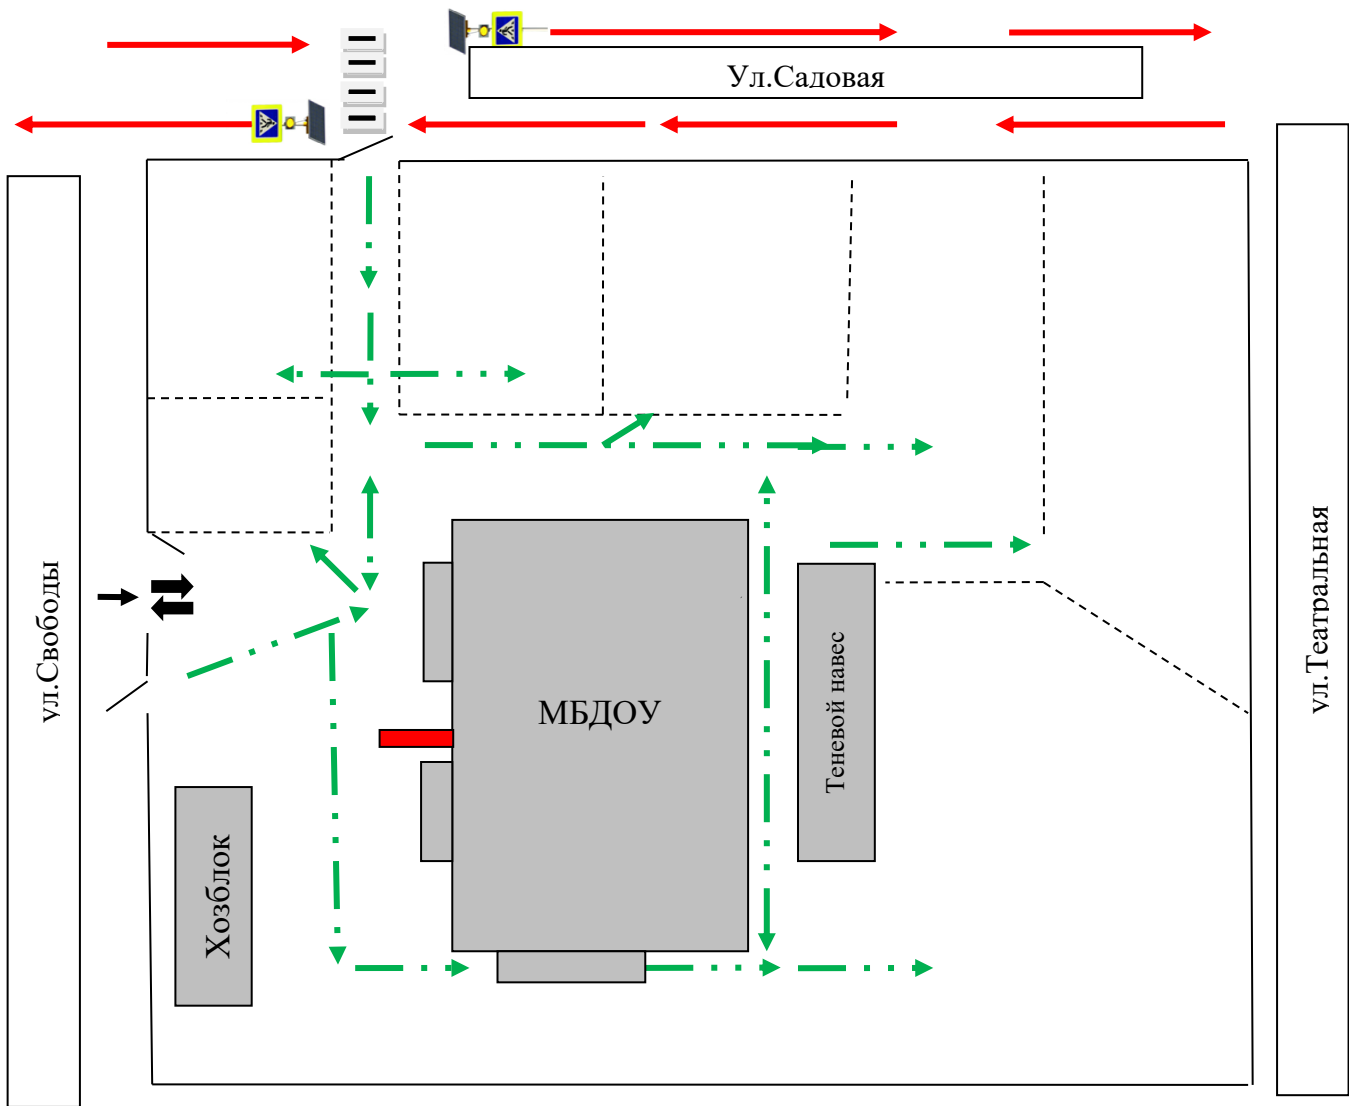 Ул.Садовая
ул.Свободы
МБДОУ
Теневой навес
ул.Театральная
Хозблок